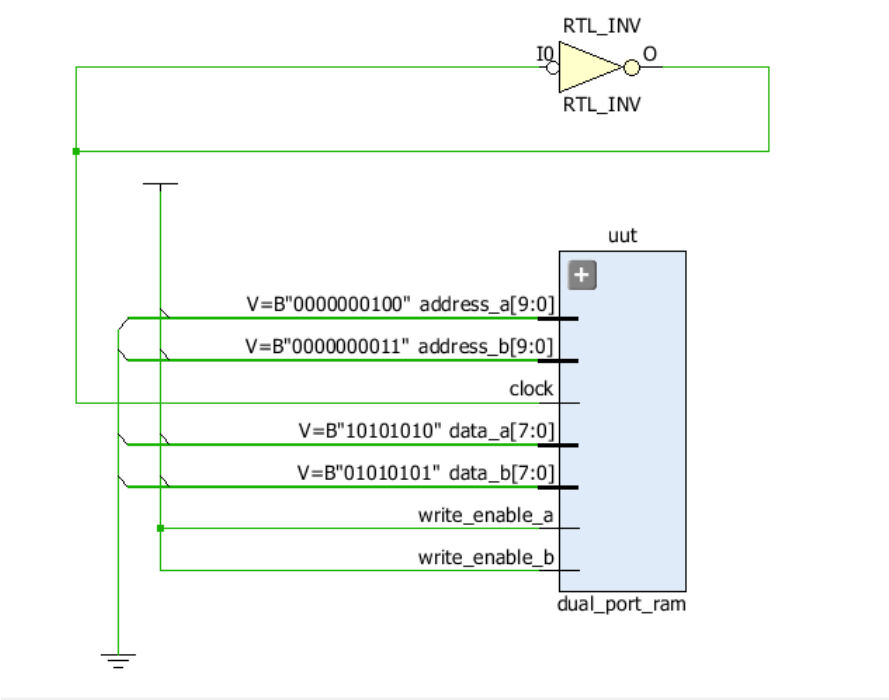 RTL_INV
I0
O
RTL_INV
uut
+
V=B"0000000100" address_a[9:0]
V=B"0000000011" address_b[9:0]
clock
V=B"10101010" data_a[7:0]
V=B"01010101" data_b[7:0]
write_enable_a
write_enable_b
dual_port_ram